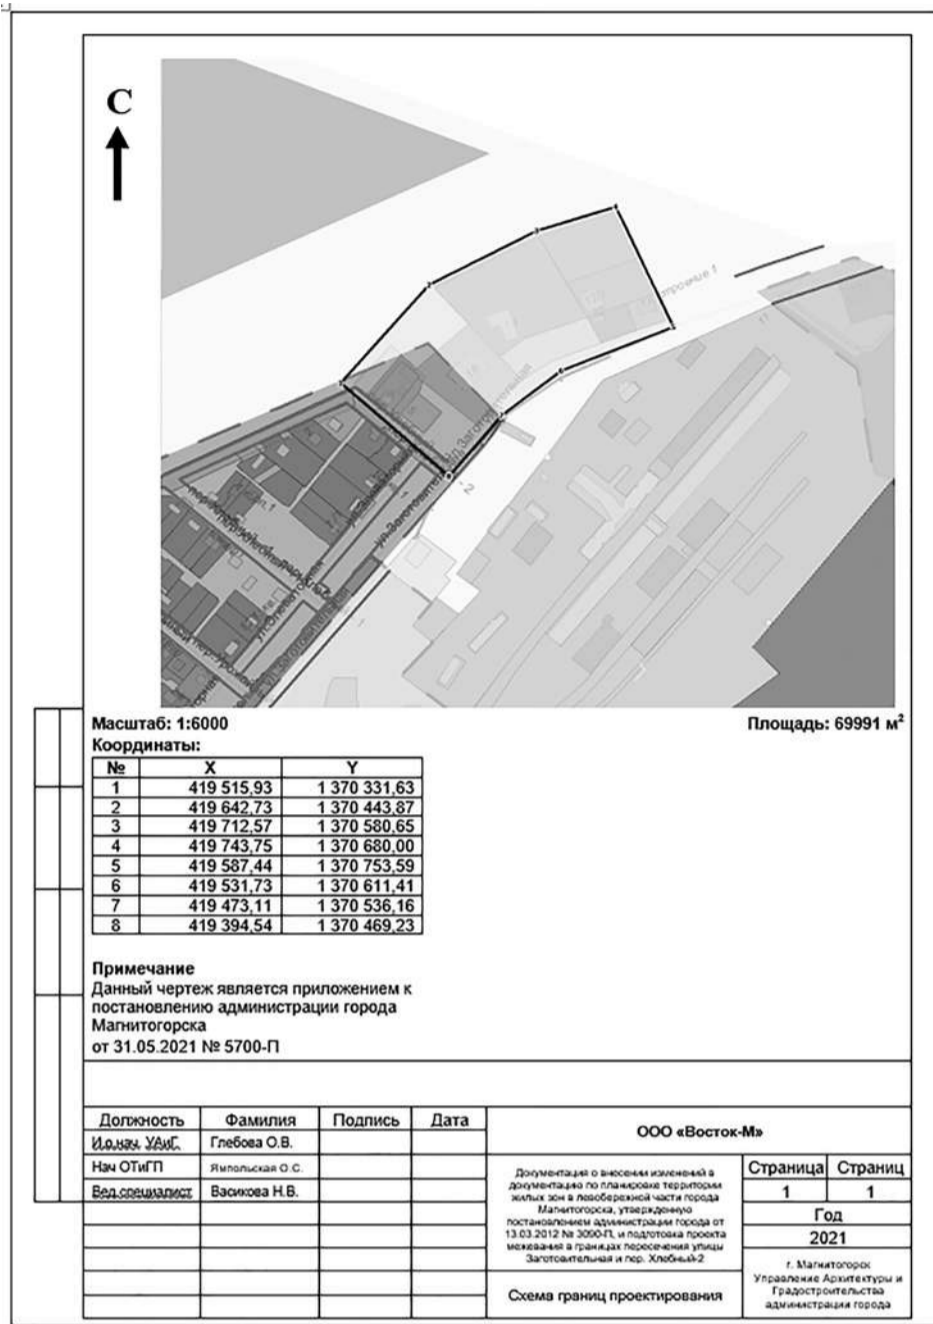 С
ул.Заготовительная
Масштаб: 1:6000
Площадь: 69991 м²
Координаты:
№ X Y
1 419 515,93 1 370 331,63
2 419 642,73 1 370 443,87
3 419 712,57 1 370 580,65
4 419 743,75 1 370 680,00
5 419 587,44 1 370 753,59
6 419 531,73 1 370 611,41
7 419 473,11 1 370 536,16
8 419 394,54 1 370 469,23
Примечание
Данный чертеж является приложением к
постановлению администрации города
Магнитогорска
от 31.05.2021 № 5700-П
Должность Фамилия Подпись Дата
ООО «Восток-М»
И.о.нач. УАиГ Глебова О.В.
Нач ОТиГП Ямпольская О.С.
Вед.специалист Васикова Н.В.
Документация о внесении изменений в
документацию по планировке территории
жилых зон в левобережной части города
Магнитогорска, утвержденную
постановлением администрации города от
13.03.2012 № 3090-П, и подготовка проекта
межевания в границах пересечения улицы
Заготовительная и пер. Хлебный-2
Страница Страниц
1 1
Год
2021
Схема границ проектирования
г. Магнитогорск
Управление Архитектуры и
Градостроительства
администрации города